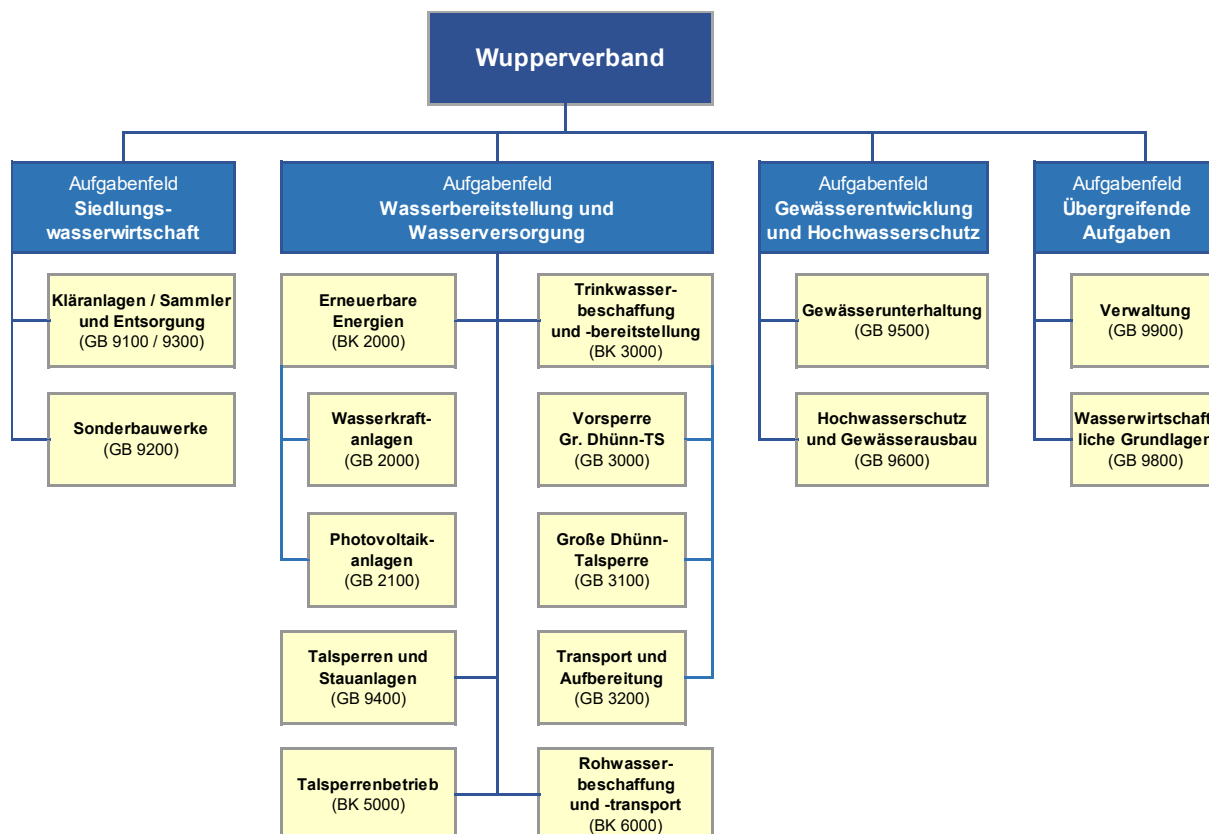 Wupperverband
Aufgabenfeld
Siedlungs-
wasserwirtschaft
Kläranlagen / Sammler
und Entsorgung
(GB 9100 / 9300)
Sonderbauwerke
(GB 9200)
Aufgabenfeld
Wasserbereitstellung und
Wasserversorgung
Erneuerbare
Energien
(BK 2000)
Wasserkraft-
anlagen
(GB 2000)
Photovoltaik-
anlagen
(GB 2100)
Talsperren und
Stauanlagen
(GB 9400)
Talsperrenbetrieb
(BK 5000)
Trinkwasser-
beschaffung
und -bereitstellung
(BK 3000)
Vorsperre
Gr. Dhünn-TS
(GB 3000)
Große Dhünn-
Talsperre
(GB 3100)
Transport und
Aufbereitung
(GB 3200)
Rohwasser-
beschaffung
und -transport
(BK 6000)
Aufgabenfeld
Gewässerentwicklung
und Hochwasserschutz
Gewässerunterhaltung
(GB 9500)
Hochwasserschutz
und Gewässerausbau
(GB 9600)
Aufgabenfeld
Übergreifende
Aufgaben
Verwaltung
(GB 9900)
Wasserwirtschaft
liche Grundlagen
(GB 9800)